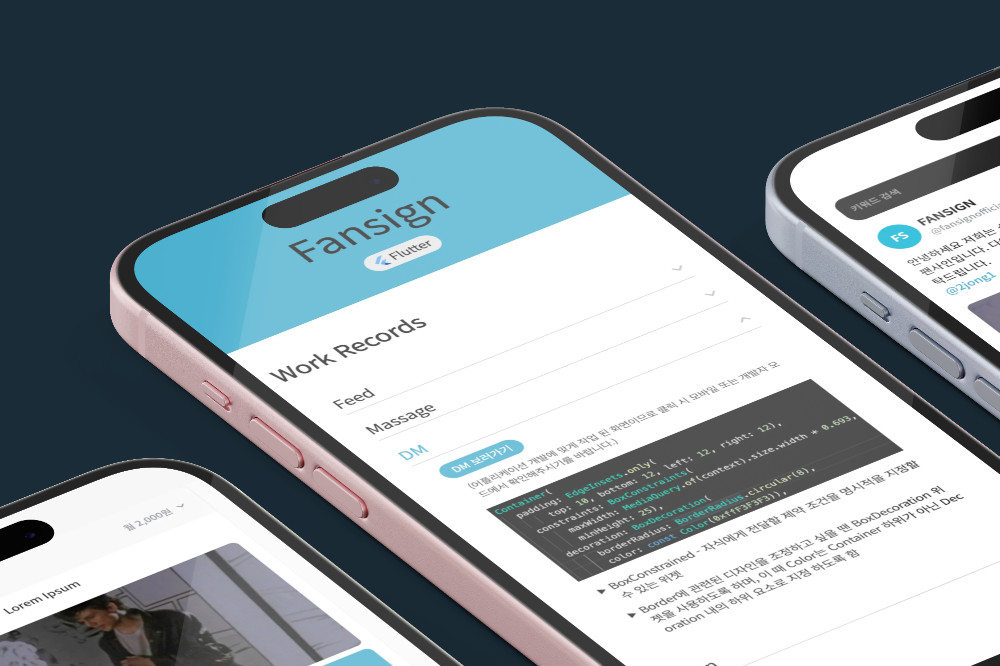 Fansign
Flutter
Work Records
Feed
Massage
DM
DM 보러가기
(어플리케이션 개발에 맞게 작업 된 화면이므로 클릭 시 모바일 또는 개발자 모
드에서 확인해주시기를 바랍니다.)
Container(
padding: EdgeInsets.only(
top: 10, bottom: 12, left: 12, right: 12),
constraints: BoxConstraints(
maxWidth: MediaQuery.of(context).size.width * 0.693,
minHeight: 25),
decoration: BoxDecoration(
borderRadius: BorderRadius.circular(8),
color: const Color(0xffF3F3F3)),
▶ BoxConstrained - 자식에게 전달할 제약 조건을 명시적을 지정할
수 있는 위젯
▶ Border에 관련된 디자인을 조정하고 싶을 땐 BoxDecoration 위
젯을 사용하도록 하며, 이 때 Color는 Container 하위가 아닌 Dec
oration 내의 하위 요소로 지정 하도록 함
키워드 검색
FS
FANSIGN
@fansignoffici
안녕하세요 저희는
팬사인입니다.
탁드립니다.
@2jong1
월 2,000원
Lorem Ipsum